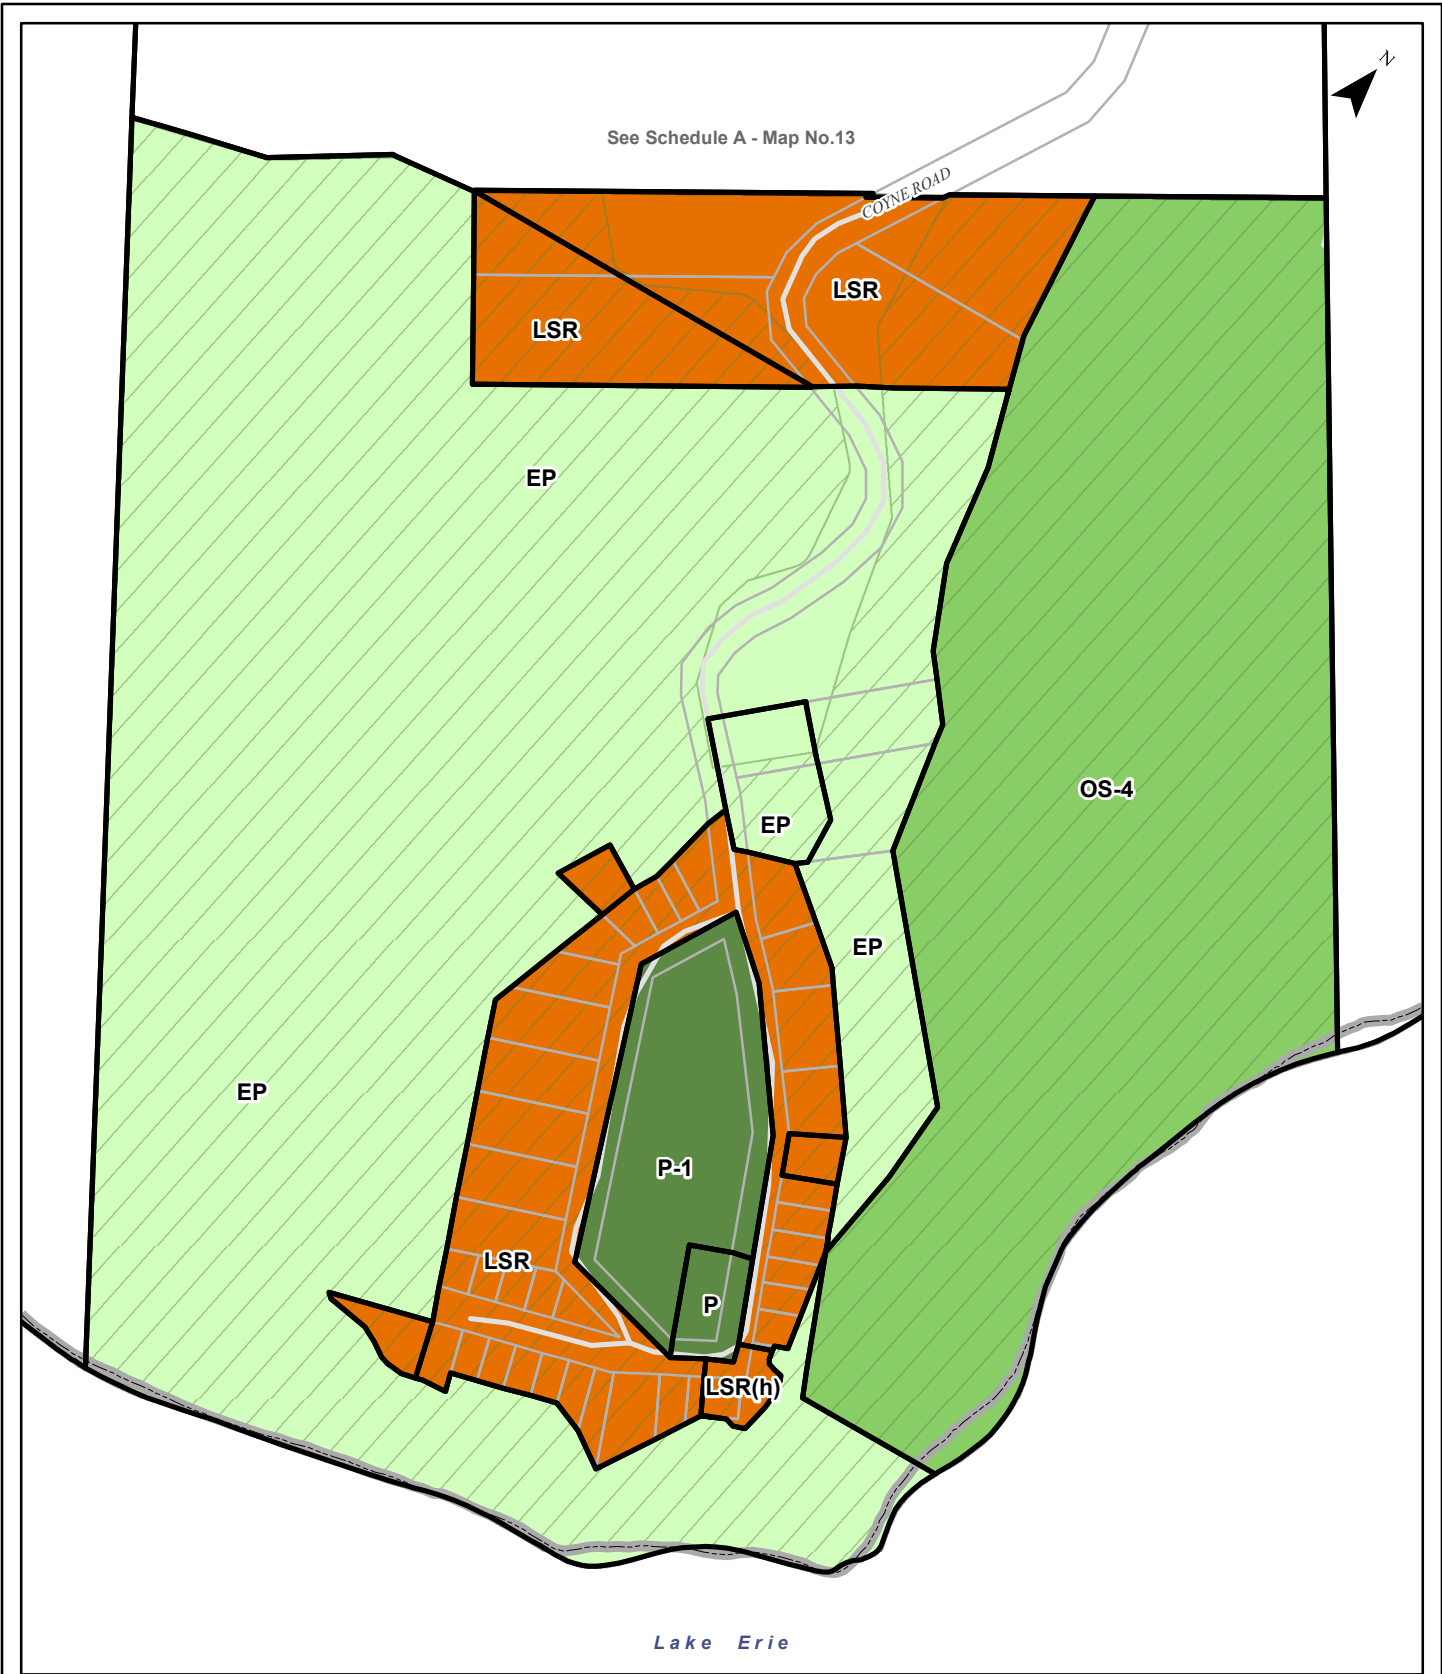 N
See Schedule A - Map No.13
COYNE ROAD
LSR
LSR
EP
OS-4
EP
EP
EP
P-1
LSR
P
LSR(h)
Lake Erie